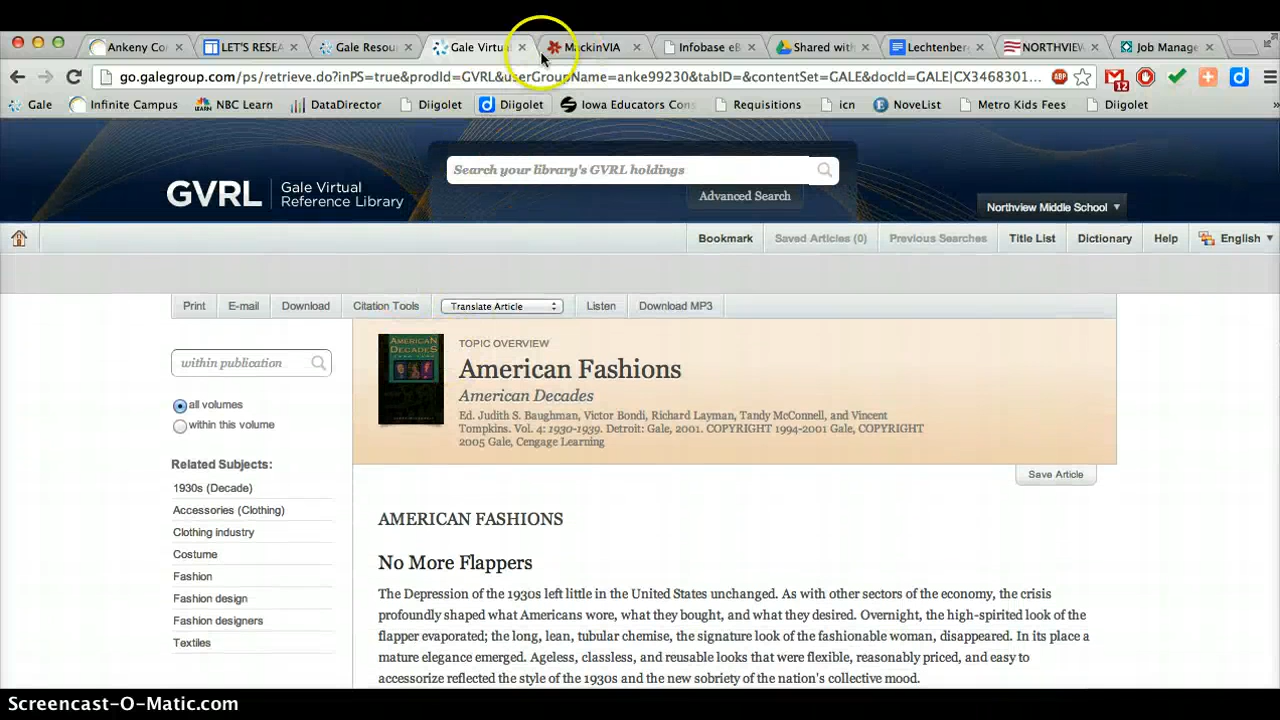 Ankeny Co
LET'S RESEA
Gale Resou
Gale Virtu
MackinVIA
Infobase eB
Shared with
Lechtenber
NORTHVIEW
Job Manage
go.galegroup.com/ps/retrieve.do?inPS=true&prodId=GVRL&userGroupName=anke99230&tabID=&contentSet=GALE&docId=GALE|CX3468301...
12
Gale
Infinite Campus
NBC Learn
DataDirector
Diigolet
Diigolet
Iowa Educators Cons
Requisitions
icn
NoveList
Metro Kids Fees
Diigolet
GVRL
Gale Virtual
Reference Library
Search your library's GVRL holdings
Advanced Search
Northview Middle School
Bookmark
Saved Articles (0)
Previous Searches
Title List
Dictionary
Help
English
Print
E-mail
Download
Citation Tools
Translate Article
Listen
Download MP3
within publication
all volumes
within this volume
Related Subjects:
1930s (Decade)
Accessories (Clothing)
Clothing industry
Costume
Fashion
Fashion design
Fashion designers
Textiles
AMERICAN
DECADES
TOPIC OVERVIEW
American Fashions
American Decades
Ed. Judith S. Baughman, Victor Bondi, Richard Layman, Tandy McConnell, and Vincent
Tompkins. Vol. 4: 1930-1939. Detroit: Gale, 2001. COPYRIGHT 1994-2001 Gale, COPYRIGHT
2005 Gale, Cengage Learning
Save Article
AMERICAN FASHIONS
No More Flappers
The Depression of the 1930s left little in the United States unchanged. As with other sectors of the economy, the crisis
profoundly shaped what Americans wore, what they bought, and what they desired. Overnight, the high-spirited look of the
flapper evaporated; the long, lean, tubular chemise, the signature look of the fashionable woman, disappeared. In its place a
mature elegance emerged. Ageless, classless, and reusable looks that were flexible, reasonably priced, and easy to
accessorize reflected the style of the 1930s and the new sobriety of the nation's collective mood.
Screencast-O-Matic.com